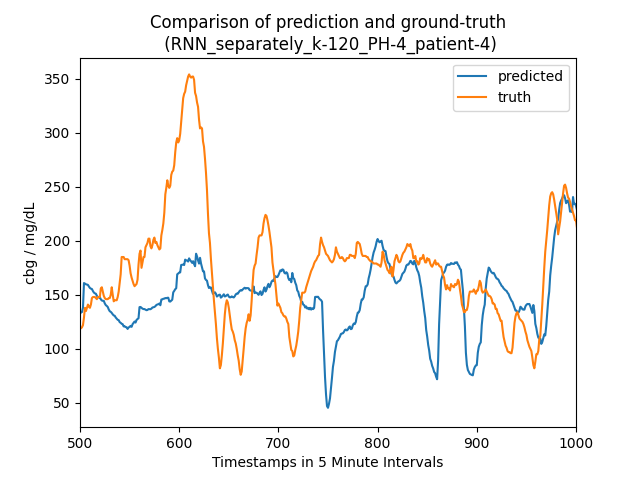 Comparison of prediction and ground-truth
(RNN_separately_k-120_PH-4_patient-4)
predicted
truth
cbg / mg/dL
350
300
250
200
150
100
50
500
600
700
800
900
1000
Timestamps in 5 Minute Intervals